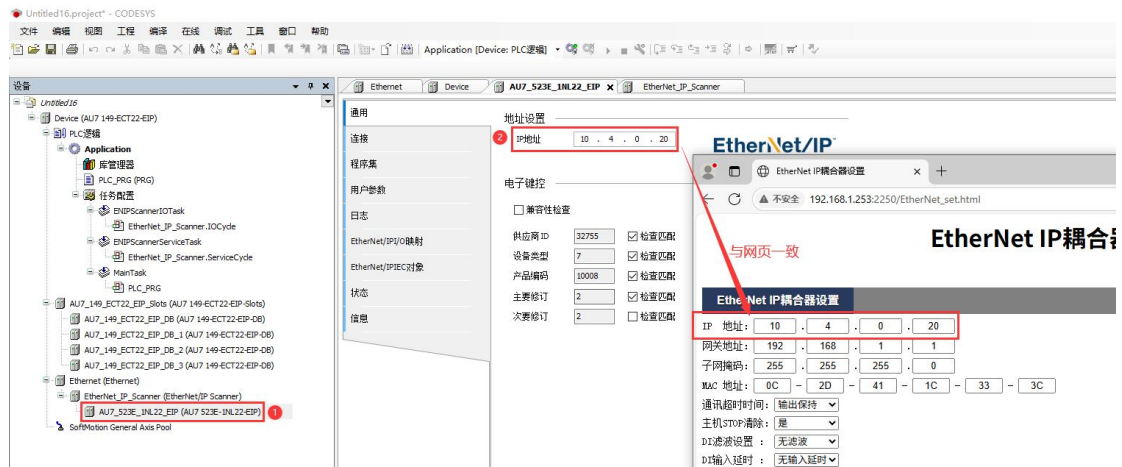 Untitled16.project* - CODESYS
文件 编辑 视图 工程 编译 在线 调试 工具 窗口 帮助
Application [Device: PLC逻辑]
设备
Untitled16
Device (AU7 149-ECT22-EIP)
PLC逻辑
Application
库管理器
PLC_PRG (PRG)
任务配置
ENIPScannerIOTask
EtherNet_IP_Scanner.IOCycle
ENIPScannerServiceTask
EtherNet_IP_Scanner.ServiceCycle
MainTask
PLC_PRG
AU7_149_ECT22_EIP_Slots (AU7 149-ECT22-EIP-Slots)
AU7_149_ECT22_EIP_DB (AU7 149-ECT22-EIP-DB)
AU7_149_ECT22_EIP_DB_1 (AU7 149-ECT22-EIP-DB)
AU7_149_ECT22_EIP_DB_2 (AU7 149-ECT22-EIP-DB)
AU7_149_ECT22_EIP_DB_3 (AU7 149-ECT22-EIP-DB)
Ethernet (Ethernet)
EtherNet_IP_Scanner (EtherNet/IP Scanner)
AU7_523E_1NL22_EIP (AU7 523E-1NL22-EIP)
1
SoftMotion General Axis Pool
Ethernet Device AU7_523E_1NL22_EIP EtherNet_IP_Scanner
通用
连接
程序集
用户参数
日志
EtherNet/IPI/O映射
EtherNet/IPIEC对象
状态
信息
地址设置
2 IP地址 10 . 4 . 0 . 20
EtherNet/IP
电子键控
兼容性检查
供应商ID 32755 检查匹配
设备类型 7 检查匹配
产品编码 10008 检查匹配
主要修订 2 检查匹配
次要修订 2 检查匹配
与网页一致
EtherNet IP耦合器设置
不安全 192.168.1.253:2250/EtherNet_set.html
EtherNet IP耦合
EtherNet IP耦合器设置
IP 地址: 10 . 4 . 0 . 20
网关地址: 192 . 168 . 1 . 1
子网掩码: 255 . 255 . 255 . 0
MAC 地址: 0C - 2D - 41 - 1C - 33 - 3C
通讯超时时间: 输出保持
主机STOP清除: 是
DI滤波设置 : 无滤波
DI输入延时 : 无输入延时